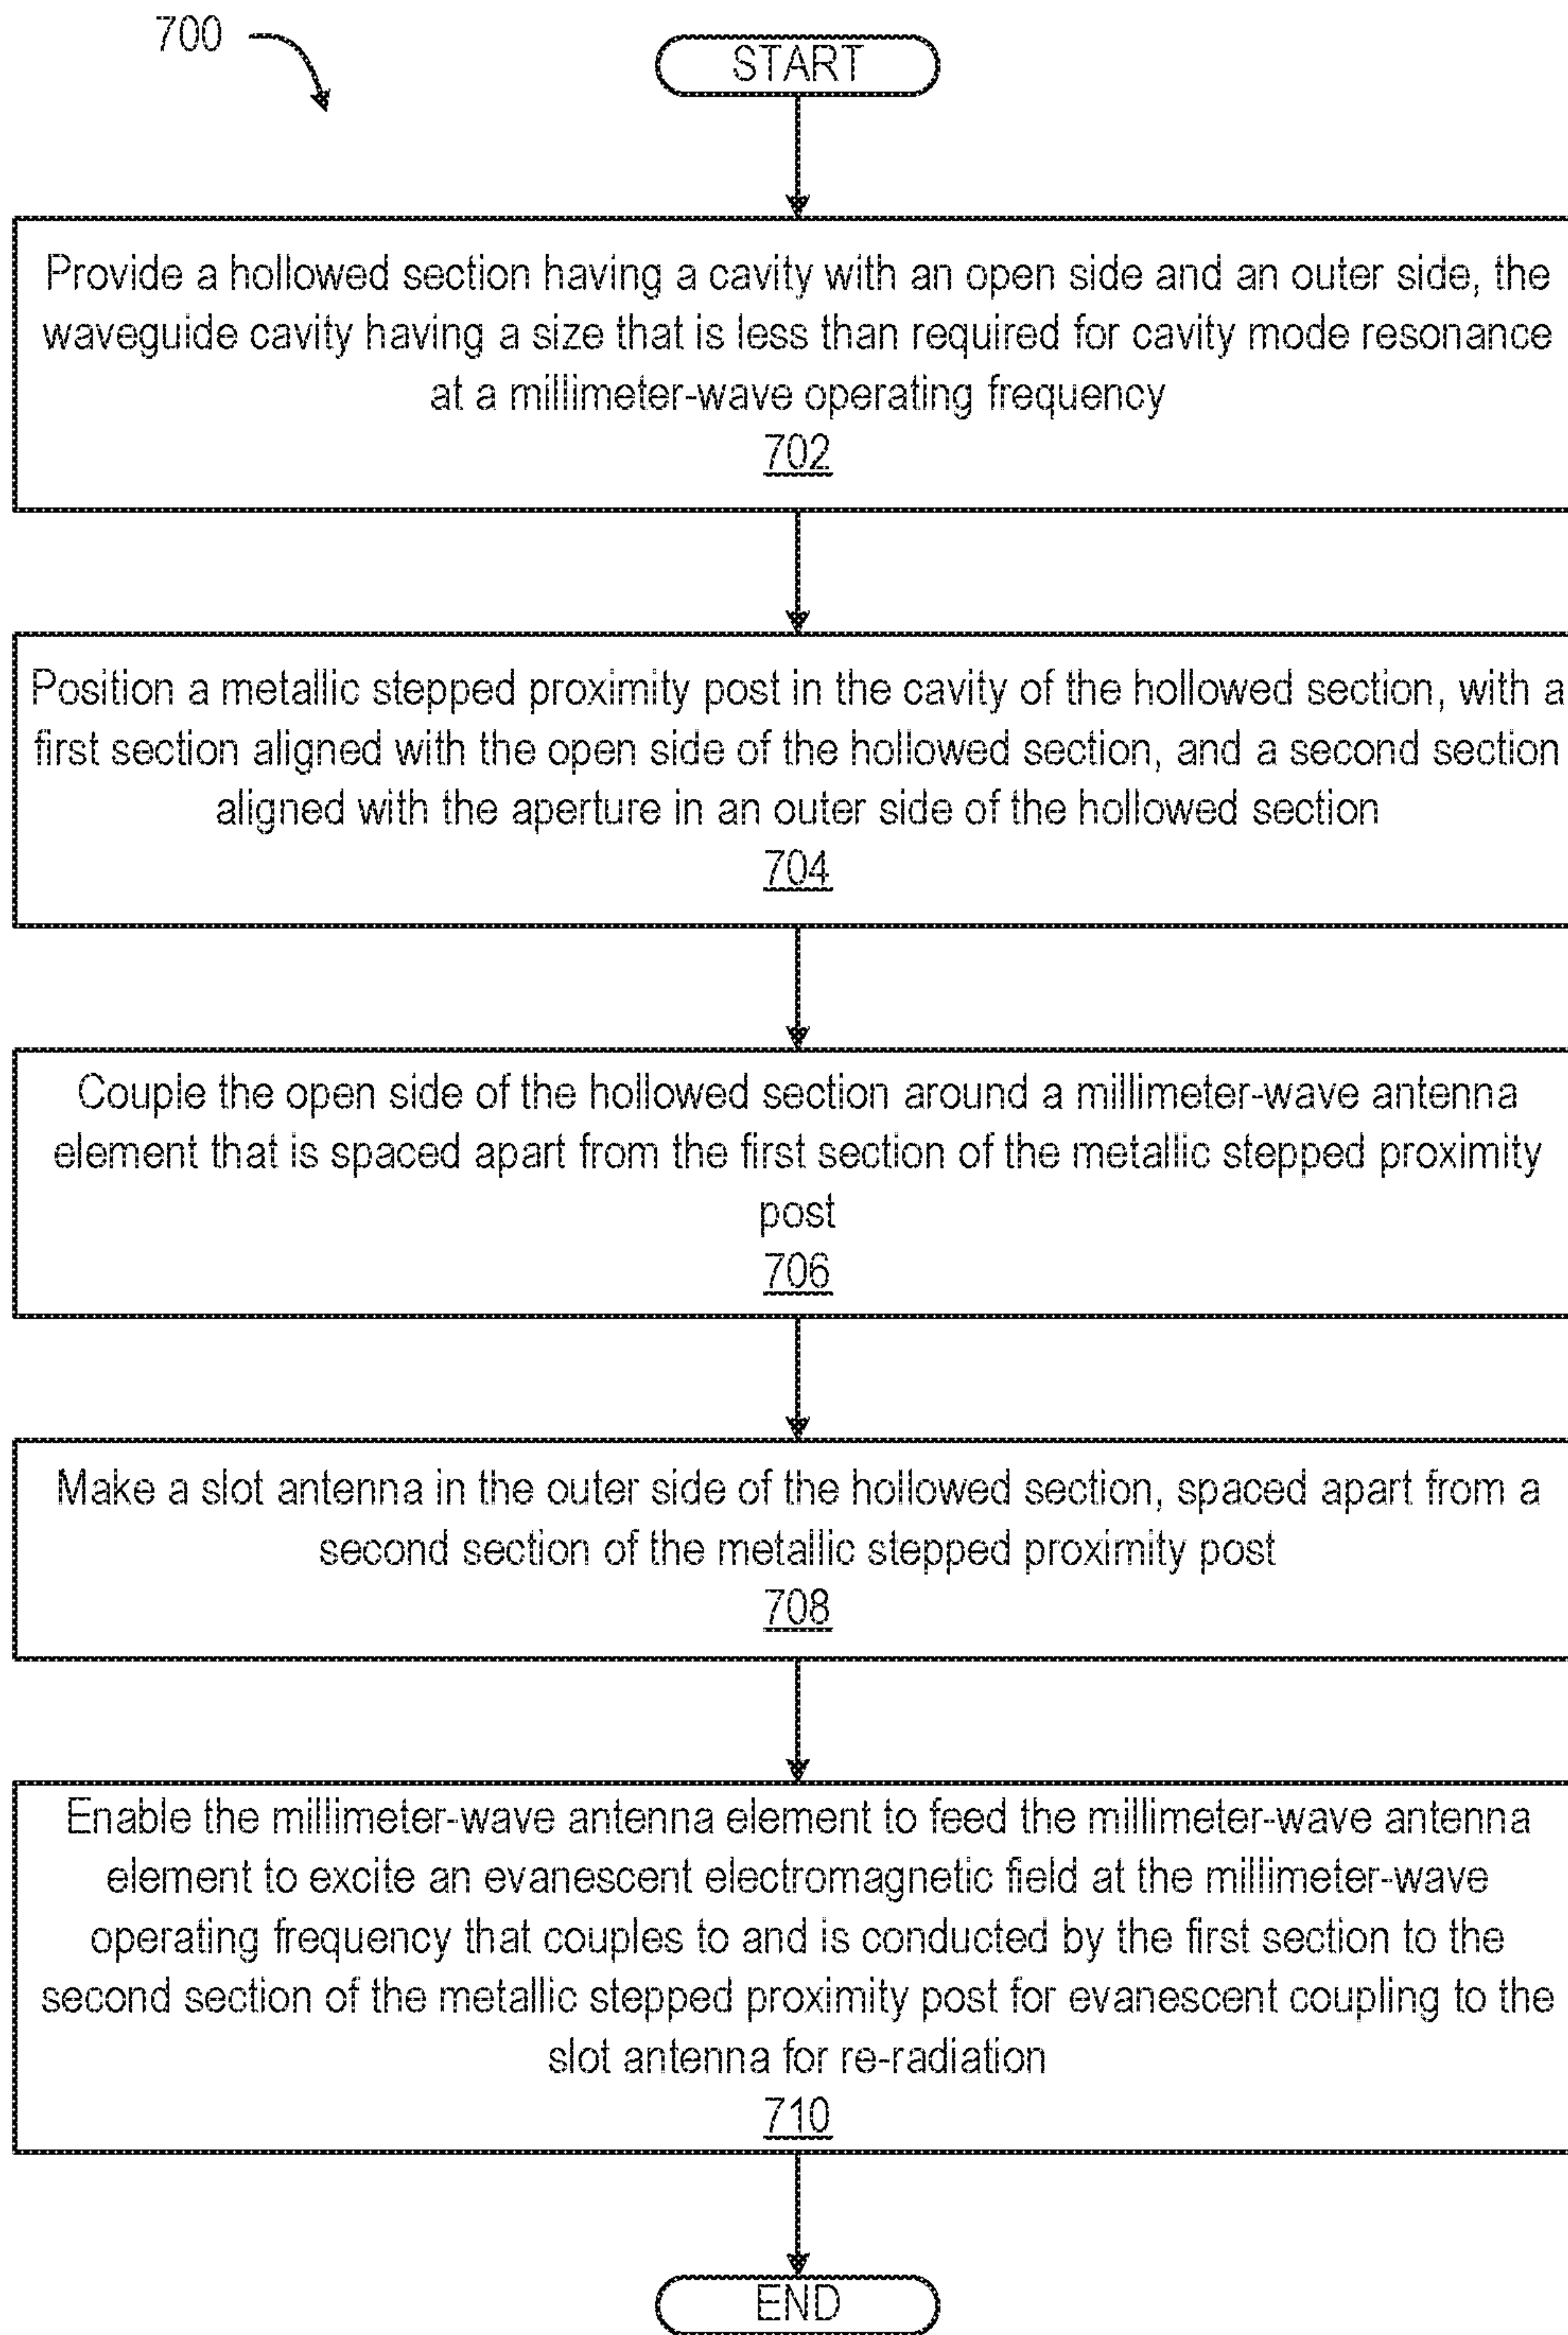 700
START
Provide a hollowed section having a cavity with an open side and an outer side, the
waveguide cavity having a size that is less than required for cavity mode resonance
at a millimeter-wave operating frequency
702
Position a metallic stepped proximity post in the cavity of the hollowed section, with a
first section aligned with the open side of the hollowed section, and a second section
aligned with the aperture in an outer side of the hollowed section
704
Couple the open side of the hollowed section around a millimeter-wave antenna
element that is spaced apart from the first section of the metallic stepped proximity
post
706
Make a slot antenna in the outer side of the hollowed section, spaced apart from a
second section of the metallic stepped proximity post
708
Enable the millimeter-wave antenna element to feed the millimeter-wave antenna
element to excite an evanescent electromagnetic field at the millimeter-wave
operating frequency that couples to and is conducted by the first section to the
second section of the metallic stepped proximity post for evanescent coupling to the
slot antenna for re-radiation
710
END